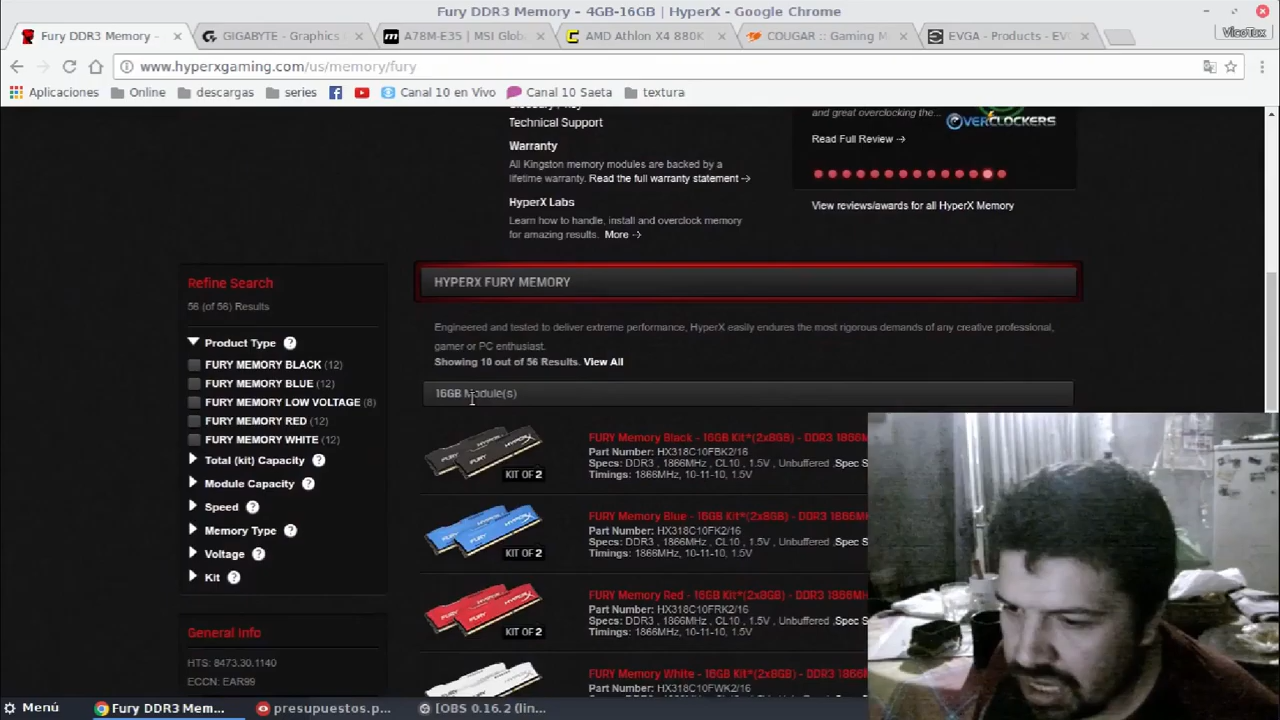 Fury DDR3 Memory – 4GB-16GB | HyperX - Google Chrome
Fury DDR3 Memory -
GIGABYTE - Graphics
A78M-E35 | MSI Glob
AMD Athlon X4 880K
COUGAR :: Gaming M
EVGA - Products - EV
VicoTux
www.hyperxgaming.com/us/memory/fury
Aplicaciones
Online
descargas
series
Canal 10 en Vivo
Canal 10 Saeta
textura
Technical Support
Warranty
All Kingston memory modules are backed by a
lifetime warranty. Read the full warranty statement
HyperX Labs
Learn how to handle, install and overclock memory
for amazing results. More
and great overclocking the...
OVERCLOCKERS
Read Full Review
View reviews/awards for all HyperX Memory
Refine Search
56 (of 56) Results
Product Type ?
FURY MEMORY BLACK (12)
FURY MEMORY BLUE (12)
FURY MEMORY LOW VOLTAGE (8)
FURY MEMORY RED (12)
FURY MEMORY WHITE (12)
Total (kit) Capacity ?
Module Capacity ?
Speed ?
Memory Type ?
Voltage ?
Kit ?
General Info
HTS: 8473.30.1140
ECCN: EAR99
HYPERX FURY MEMORY
Engineered and tested to deliver extreme performance, HyperX easily endures the most rigorous demands of any creative professional,
gamer or PC enthusiast.
Showing 10 out of 56 Results. View All
16GB Module(s)
KIT OF 2
FURY Memory Black - 16GB Kit*(2x8GB) - DDR3 1866M
Part Number: HX318C10FBK2/16
Specs: DDR3 , 1866MHz , CL10 , 1.5V , Unbuffered , Spec S
Timings: 1866MHz, 10-11-10, 1.5V
KIT OF 2
FURY Memory Blue - 16GB Kit*(2x8GB) - DDR3 1866MH
Part Number: HX318C10FK2/16
Specs: DDR3 , 1866MHz , CL10 , 1.5V , Unbuffered , Spec S
Timings: 1866MHz, 10-11-10, 1.5V
KIT OF 2
FURY Memory Red - 16GB Kit*(2x8GB) - DDR3 1866MH
Part Number: HX318C10FRK2/16
Specs: DDR3 , 1866MHz , CL10 , 1.5V , Unbuffered , Spec S
Timings: 1866MHz, 10-11-10, 1.5V
FURY Memory White - 16GB Kit*(2x8GB) - DDR3 1866M
Part Number: HX318C10FWK2/16
Menú
Fury DDR3 Mem...
presupuestos.p...
[OBS 0.16.2 (lin...